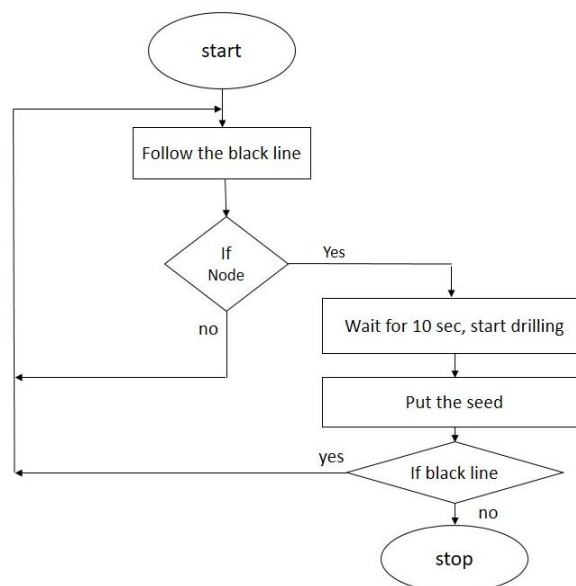 start
Follow the black line
If
Node
Yes
no
Wait for 10 sec, start drilling
Put the seed
If black line
yes
no
stop